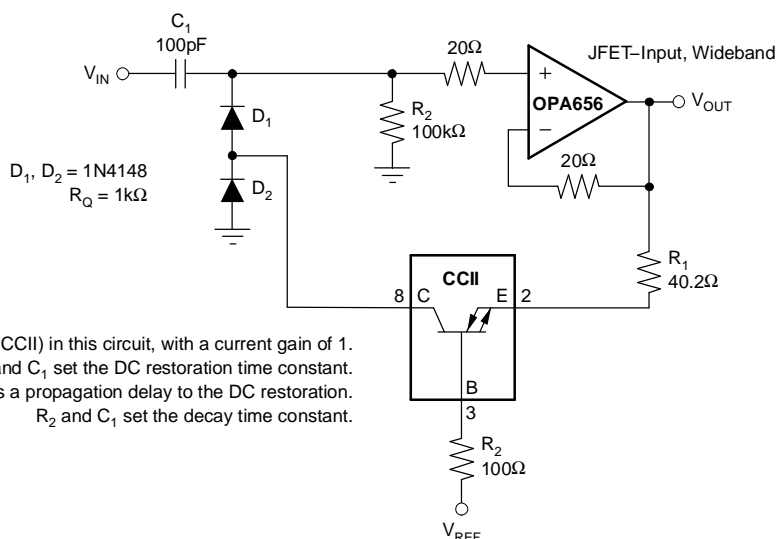 C1
100pF
VIN
20Ω
JFET–Input, Wideband
+
OPA656
−
VOUT
D1
R2
100kΩ
D1, D2 = 1N4148
RQ = 1kΩ
D2
20Ω
R1
40.2Ω
CCII
8 C E 2
B
3
CCII) in this circuit, with a current gain of 1.
and C1 set the DC restoration time constant.
a propagation delay to the DC restoration.
R2 and C1 set the decay time constant.
R2
100Ω
VREF